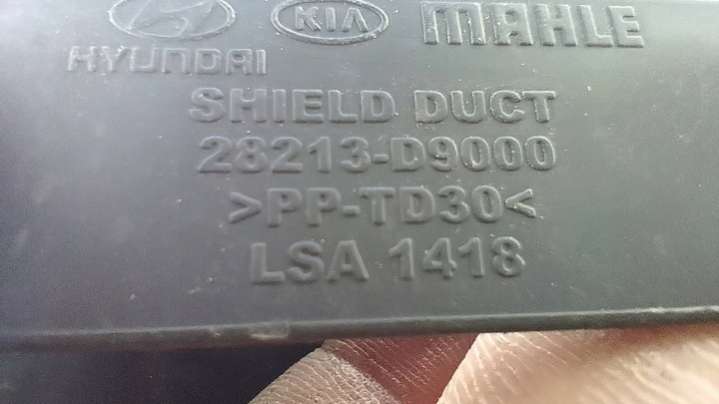 HYUNDAI KIA MAHLE
SHIELD DUCT
28213-D9000
>PP-TD30<
LSA 1418